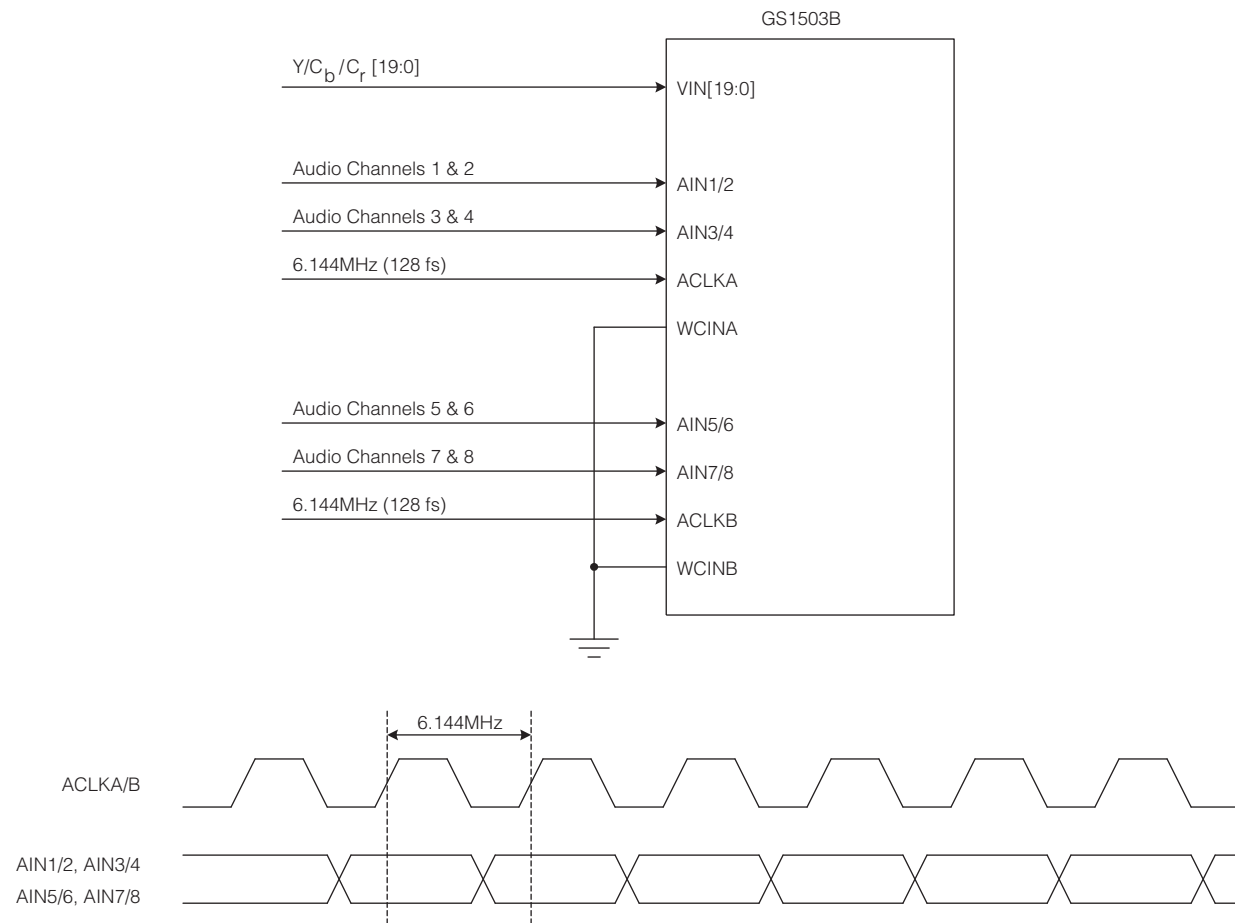 GS1503B
Y/Cb/Cr [19:0]
VIN[19:0]
Audio Channels 1 & 2
AIN1/2
Audio Channels 3 & 4
AIN3/4
6.144MHz (128 fs)
ACLKA
WCINA
Audio Channels 5 & 6
AIN5/6
Audio Channels 7 & 8
AIN7/8
6.144MHz (128 fs)
ACLKB
WCINB
6.144MHz
ACLKA/B
AIN1/2, AIN3/4
AIN5/6, AIN7/8